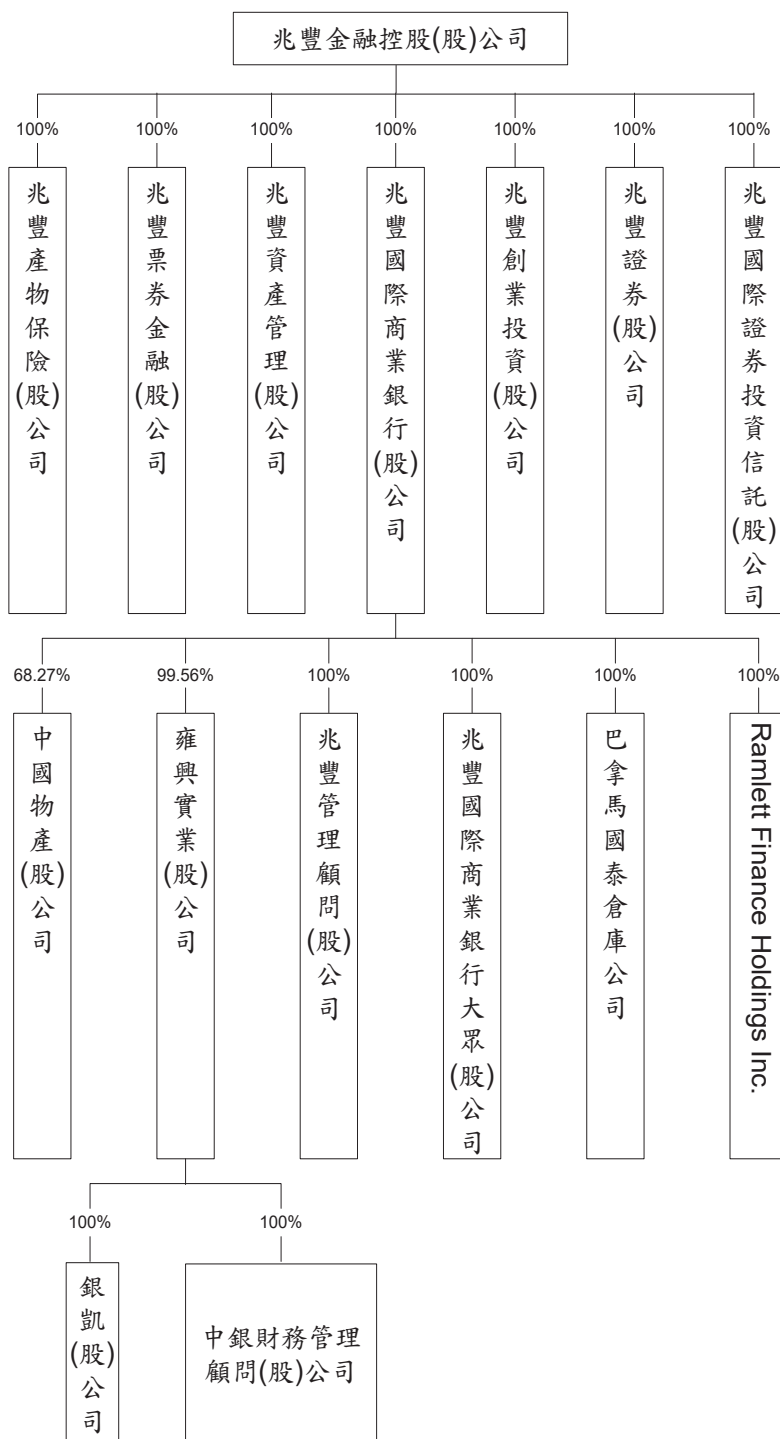 兆豐金融控股(股)公司
100%
100%
100%
100%
100%
100%
100%
兆豐產物保險(股)公司
兆豐票券金融(股)公司
兆豐資產管理(股)公司
兆豐國際商業銀行(股)公司
兆豐創業投資(股)公司
兆豐證券(股)公司
兆豐國際證券投資信託(股)公司
68.27%
99.56%
100%
100%
100%
100%
中國物產(股)公司
雍興實業(股)公司
兆豐管理顧問(股)公司
兆豐國際商業銀行大眾(股)公司
巴拿馬國泰倉庫公司
Ramlett Finance Holdings Inc.
100%
100%
銀凱(股)公司
中銀財務管理
顧問(股)公司